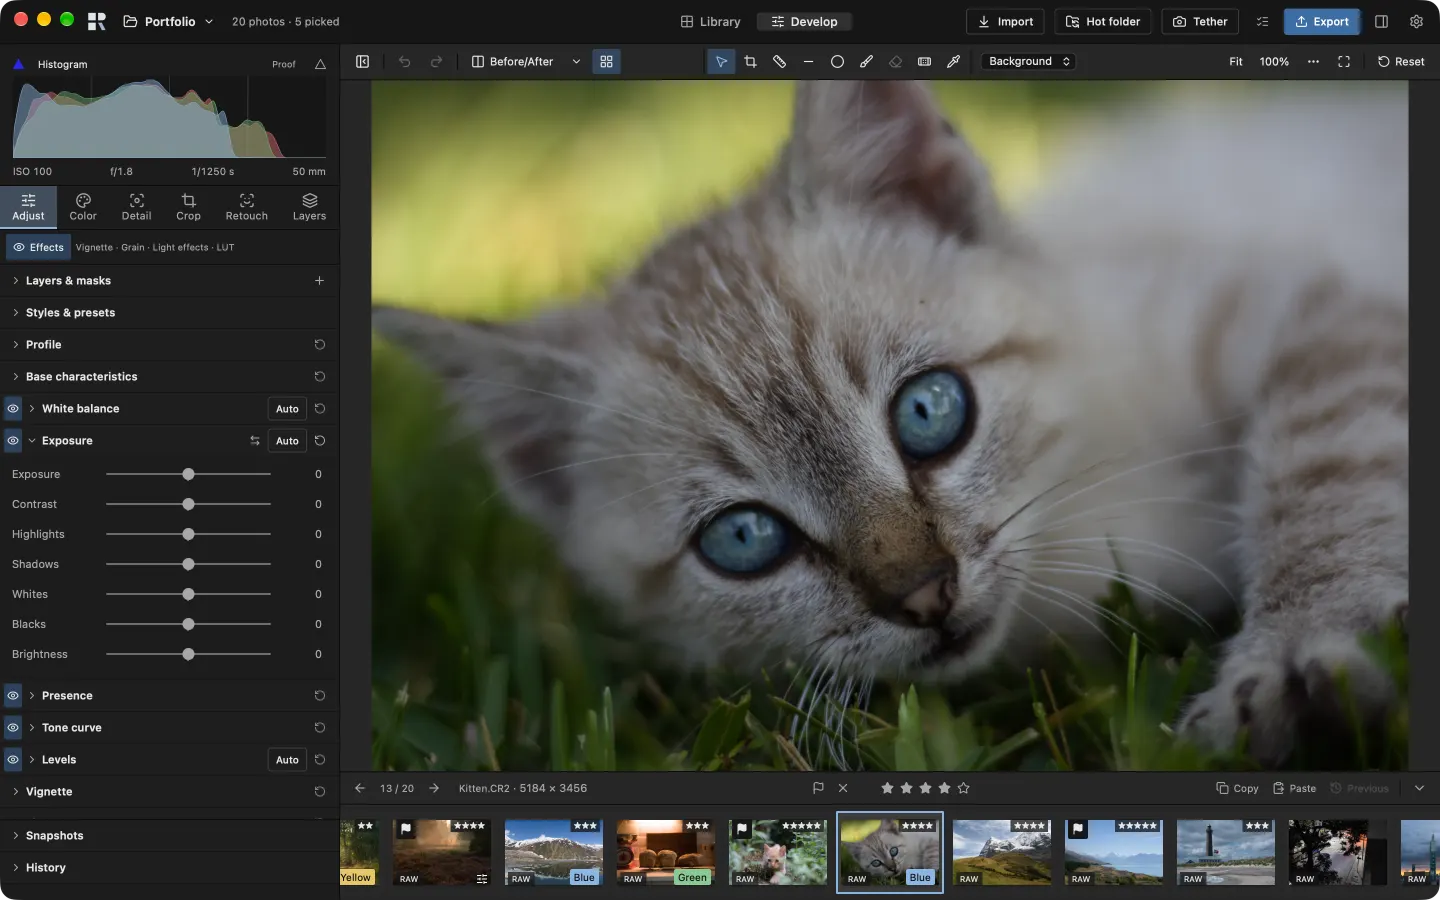 Portfolio
20 photos · 5 picked
Library
Develop
Import
Hot folder
Tether
Export
Histogram
Proof
ISO 100
f/1.8
1/1250 s
50 mm
Before/After
Background
Fit
100%
Reset
Adjust
Color
Detail
Crop
Retouch
Layers
Effects
Vignette · Grain · Light effects · LUT
Layers & masks
Styles & presets
Profile
Base characteristics
White balance
Auto
Exposure
Auto
Exposure 0
Contrast 0
Highlights 0
Shadows 0
Whites 0
Blacks 0
Brightness 0
Presence
Tone curve
Levels
Auto
Vignette
Snapshots
History
13 / 20
Kitten.CR2 · 5184 × 3456
Copy
Paste
Previous
Yellow
RAW
RAW
Blue
RAW
Green
RAW
RAW
Blue
RAW
RAW
RAW
RAW
RAW